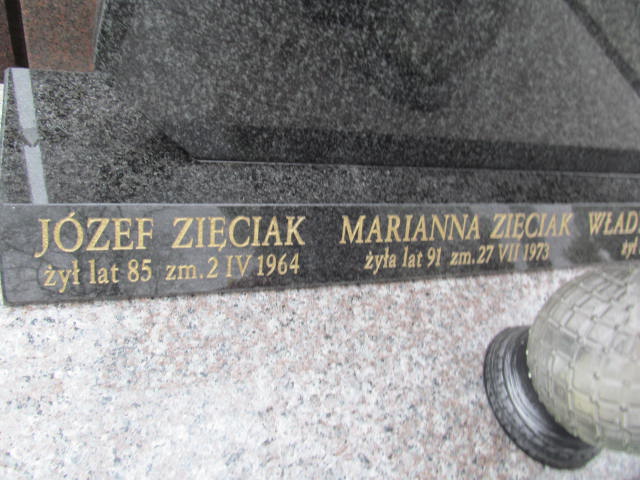 JÓZEF ZIĘCIAK MARIANNA ZIĘCIAK
żył lat 85 zm. 2 IV 1964 żyła lat 91 zm. 27 VII 1973